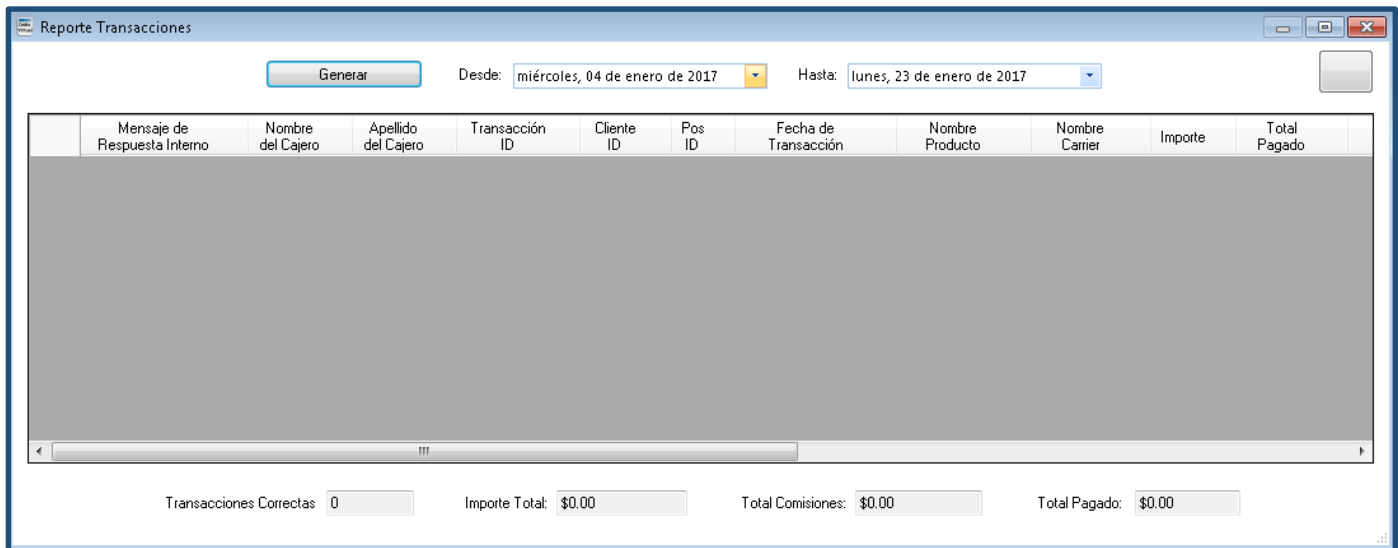 Reporte Transacciones
Generar Desde: miércoles, 04 de enero de 2017 Hasta: lunes, 23 de enero de 2017
Mensaje de Respuesta Interno Nombre del Cajero Apellido del Cajero Transacción ID Cliente ID Pos ID Fecha de Transacción Nombre Producto Nombre Carrier Importe Total Pagado
Transacciones Correctas 0 Importe Total: $0.00 Total Comisiones: $0.00 Total Pagado: $0.00